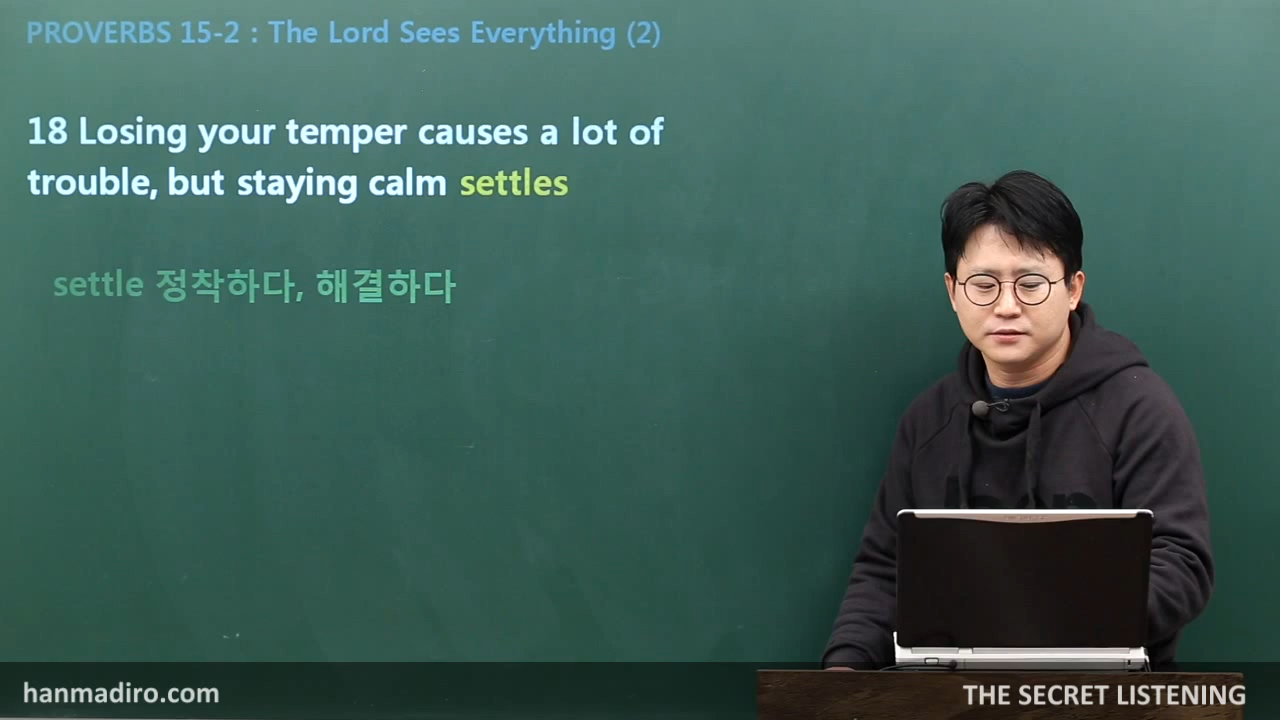 PROVERBS 15-2 : The Lord Sees Everything (2)
18 Losing your temper causes a lot of
trouble, but staying calm settles
settle 정착하다, 해결하다
hanmadiro.com
THE SECRET LISTENING